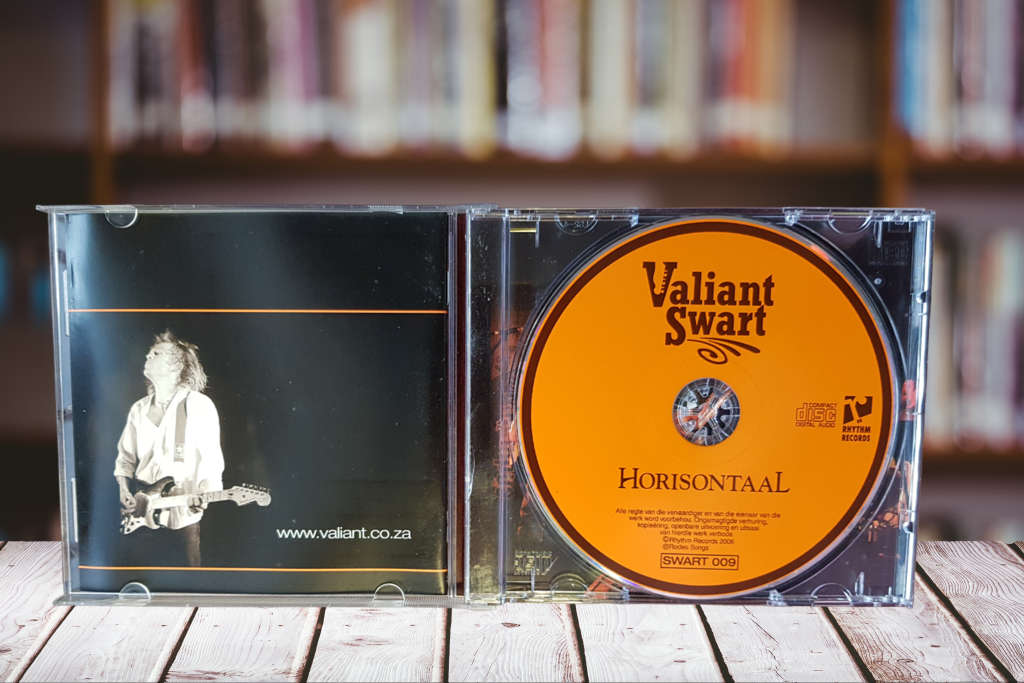 www.valiant.co.za
Valiant
Swart
COMPACT
disc
DIGITAL AUDIO
RHYTHM
RECORDS
HORISONTAAL
Alle regte van die vervaardiger en van die eienaar van die
werk word voorbehou. Ongemagtigde verhuring,
kopiëering, openbare uitvoering en uitsaai
van hierdie werk verbode.
©Rhythm Records 2006
Rodeo Songs
SWART 009